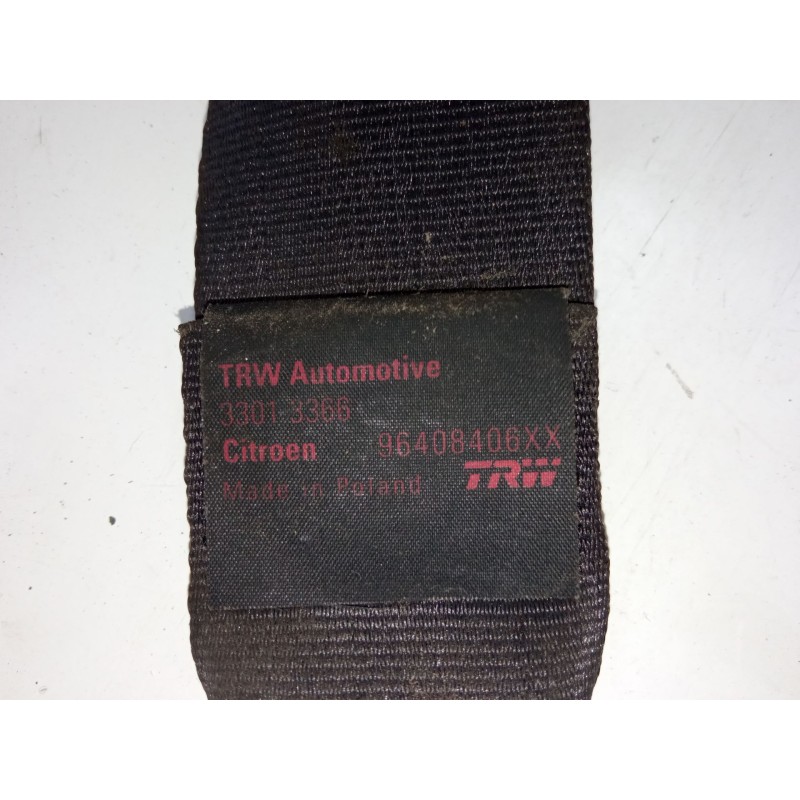 TRW Automotive
3301 3366
Citroen 96408406XX
Made in Poland TRW